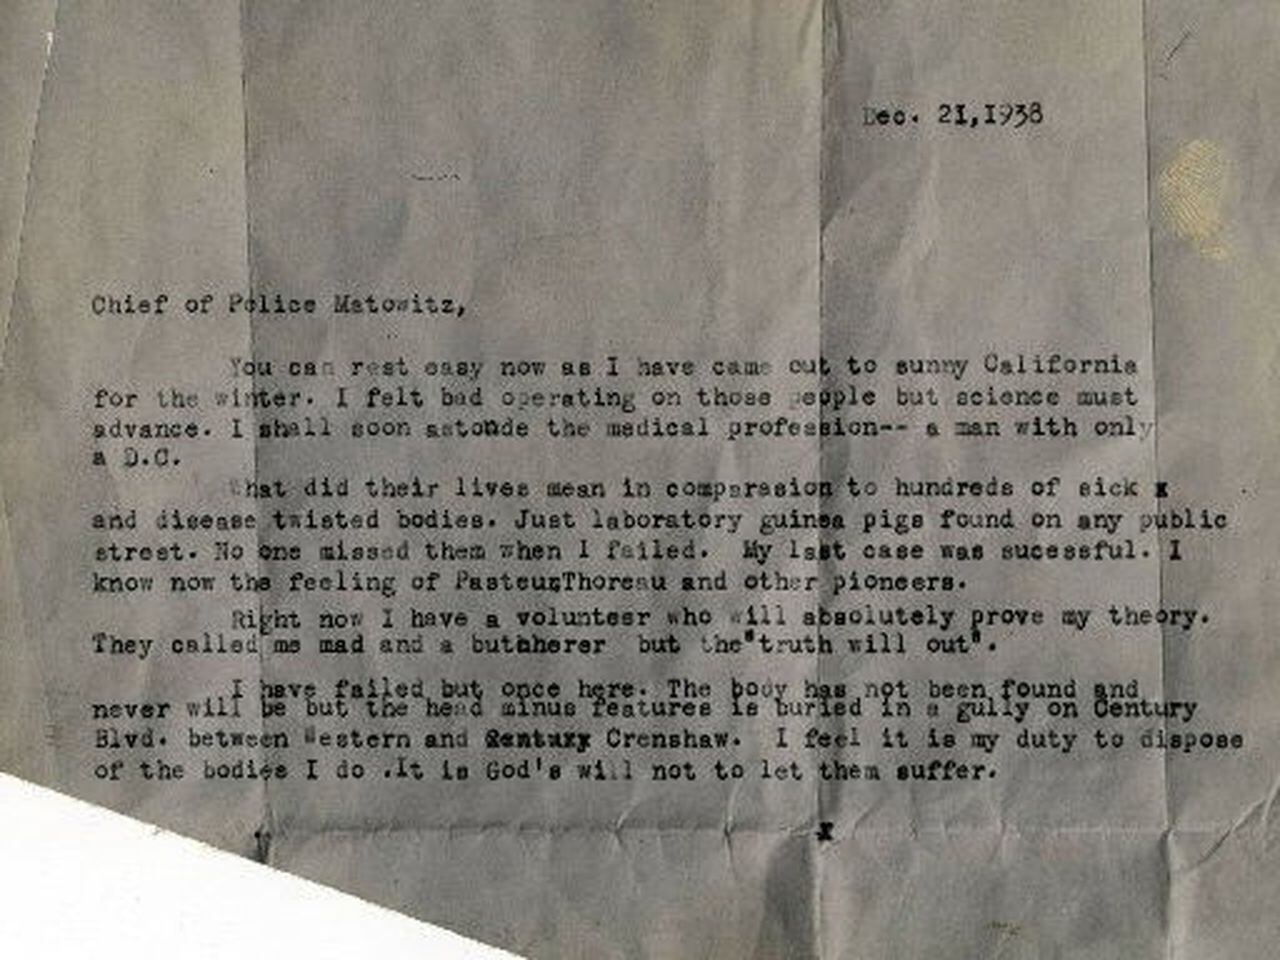 Dec. 21,1938
Chief of Police Matowitz,
You can rest easy now as I have came out to sunny California
for the winter. I felt bad operating on those people but science must
advance. I shall soon astonde the medical profession-- a man with only
a D.C.
What did their lives mean in comparasion to hundreds of sick x
and disease twisted bodies. Just laboratory guinea pigs found on any public
street. No one missed them when I failed. My last case was sucessful. I
know now the feeling of Pasteur,Thoreau and other pioneers.
Right now I have a volunteer who will absolutely prove my theory.
They called me mad and a butcherer but the"truth will out".
I have failed but once here. The body has not been found and
never will be but the head minus features is buried in a gully on Century
Blvd. between Western and Crenshaw. I feel it is my duty to dispose
of the bodies I do .It is God's will not to let them suffer.
X